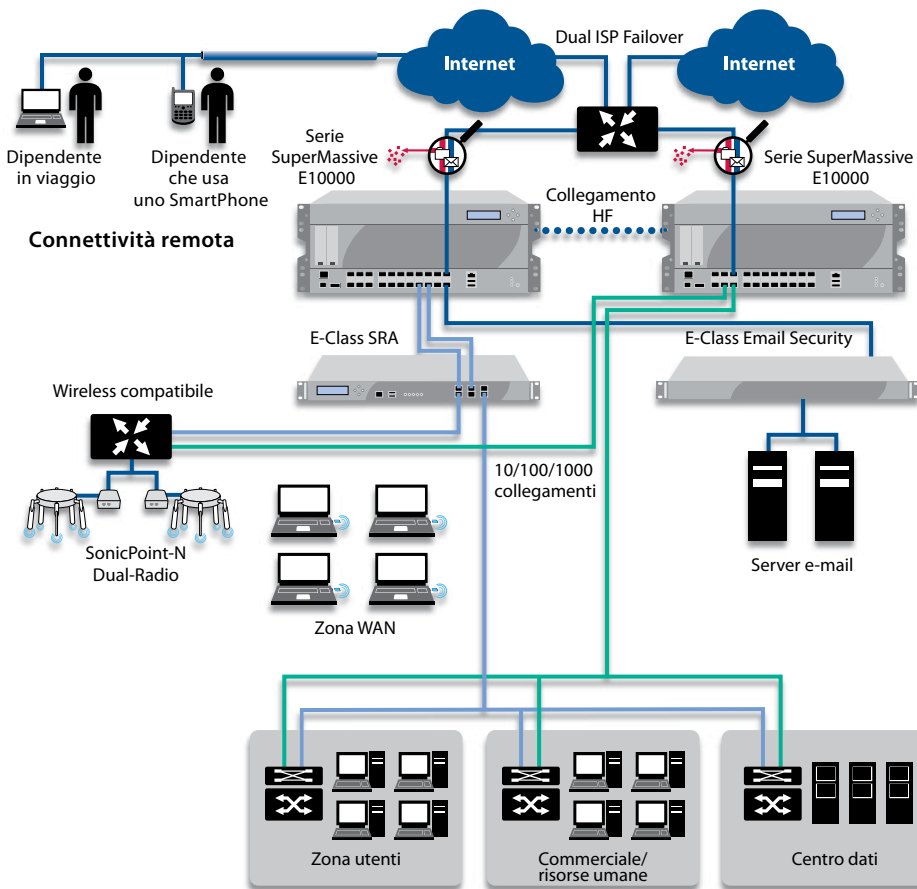 Dual ISP Failover
Internet
Internet
Dipendente
in viaggio
Dipendente
che usa
uno SmartPhone
Serie
SuperMassive
E10000
Serie SuperMassive
E10000
Collegamento
HF
Connettività remota
E-Class SRA
E-Class Email Security
Wireless compatibile
10/100/1000
collegamenti
SonicPoint-N
Dual-Radio
Server e-mail
Zona WAN
Zona utenti
Commerciale/
risorse umane
Centro dati